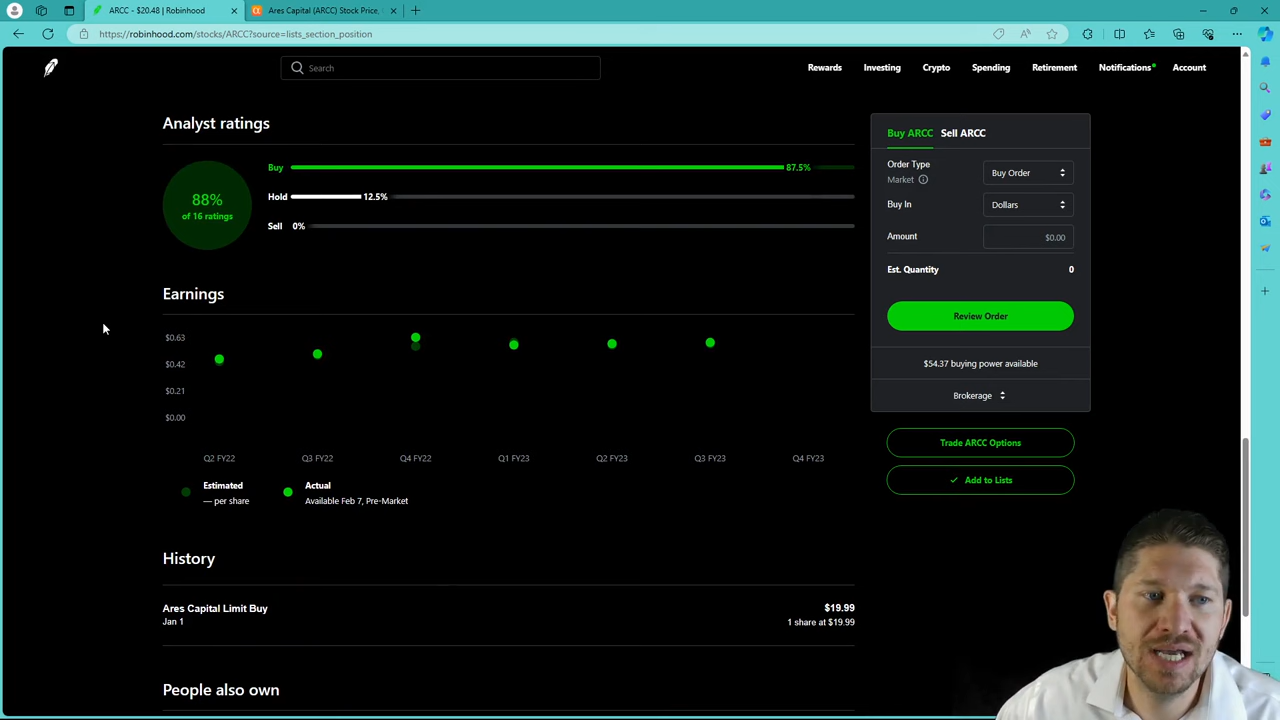 ARCC - $20.48 | Robinhood
Ares Capital (ARCC) Stock Price,
https://robinhood.com/stocks/ARCC?source=lists_section_position
Search
Rewards
Investing
Crypto
Spending
Retirement
Notifications
Account
Analyst ratings
88%
of 16 ratings
Buy
87.5%
Hold
12.5%
Sell
0%
Earnings
$0.63
$0.42
$0.21
$0.00
Q2 FY22
Q3 FY22
Q4 FY22
Q1 FY23
Q2 FY23
Q3 FY23
Q4 FY23
Estimated
— per share
Actual
Available Feb 7, Pre-Market
History
Ares Capital Limit Buy
Jan 1
$19.99
1 share at $19.99
People also own
Buy ARCC
Sell ARCC
Order Type
Market
Buy Order
Buy In
Dollars
Amount
$0.00
Est. Quantity
0
Review Order
$54.37 buying power available
Brokerage
Trade ARCC Options
Add to Lists